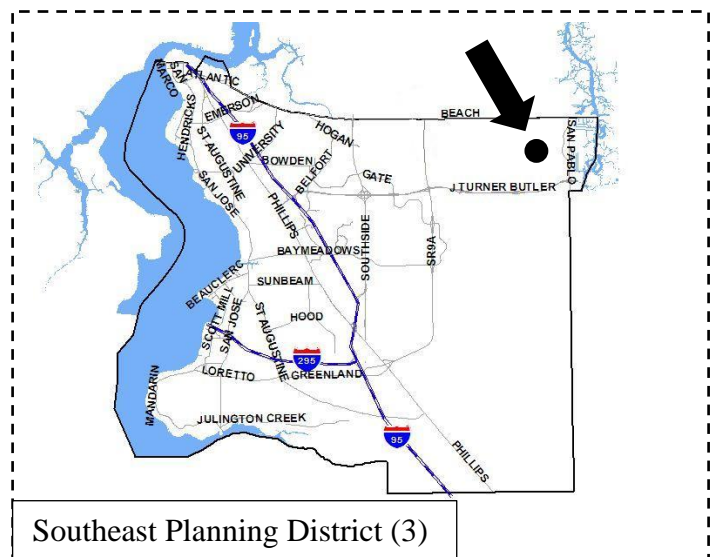 ATLANTIC
SAN
MARCO
EMERSON
BEACH
HENDRICKS
ST AUGUSTINE
95
UNIVERSITY
HOGAN
SAN PABLO
BOWDEN
BELFORT
GATE
J TURNER BUTLER
SAN JOSE
PHILLIPS
SOUTHSIDE
SR9A
BAYMEADOWS
BEAUCLERC
SUNBEAM
SCOTT MILL
SAN JOSE
ST AUGUSTINE
HOOD
295
LORETTO
GREENLAND
MANDARIN
JULINGTON CREEK
95
PHILLIPS
Southeast Planning District (3)